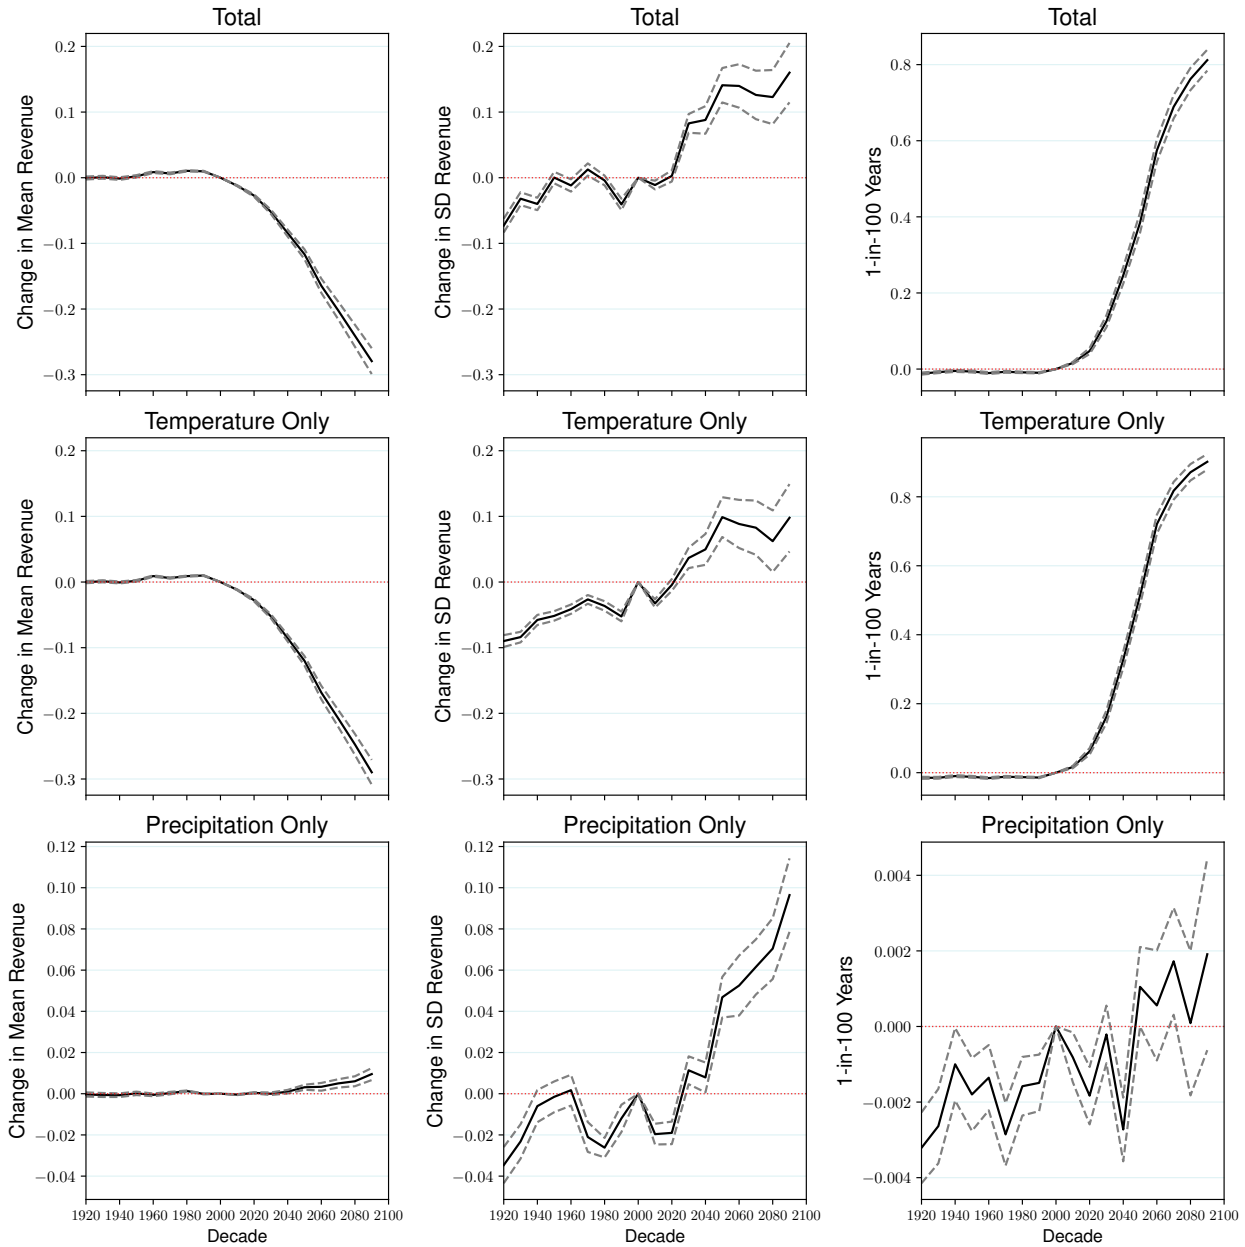 Total
Total
Total
Change in Mean Revenue
0.2
0.1
0.0
−0.1
−0.2
−0.3
Change in SD Revenue
0.2
0.1
0.0
−0.1
−0.2
−0.3
1-in-100 Years
0.8
0.6
0.4
0.2
0.0
Temperature Only
Temperature Only
Temperature Only
Change in Mean Revenue
0.2
0.1
0.0
−0.1
−0.2
−0.3
Change in SD Revenue
0.2
0.1
0.0
−0.1
−0.2
−0.3
1-in-100 Years
0.8
0.6
0.4
0.2
0.0
Precipitation Only
Precipitation Only
Precipitation Only
Change in Mean Revenue
0.12
0.10
0.08
0.06
0.04
0.02
0.00
−0.02
−0.04
Change in SD Revenue
0.12
0.10
0.08
0.06
0.04
0.02
0.00
−0.02
−0.04
1-in-100 Years
0.004
0.002
0.000
−0.002
−0.004
1920 1940 1960 1980 2000 2020 2040 2060 2080 2100
1920 1940 1960 1980 2000 2020 2040 2060 2080 2100
1920 1940 1960 1980 2000 2020 2040 2060 2080 2100
Decade
Decade
Decade